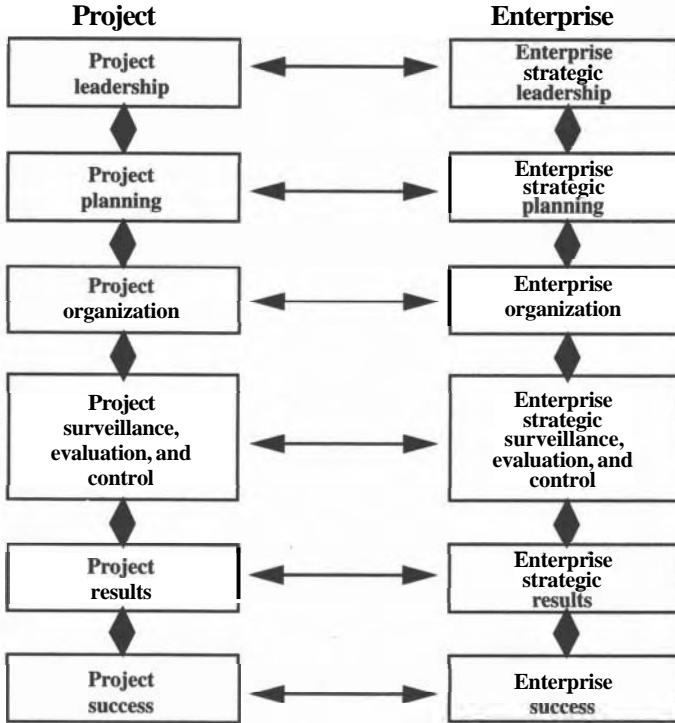 Project
Enterprise
Project
leadership
Enterprise
strategic
leadership
Project
planning
Enterprise
strategic
planning
Project
organization
Enterprise
organization
Project
surveillance,
evaluation, and
control
Enterprise
strategic
surveillance,
evaluation, and
control
Project
results
Enterprise
strategic
results
Project
success
Enterprise
success